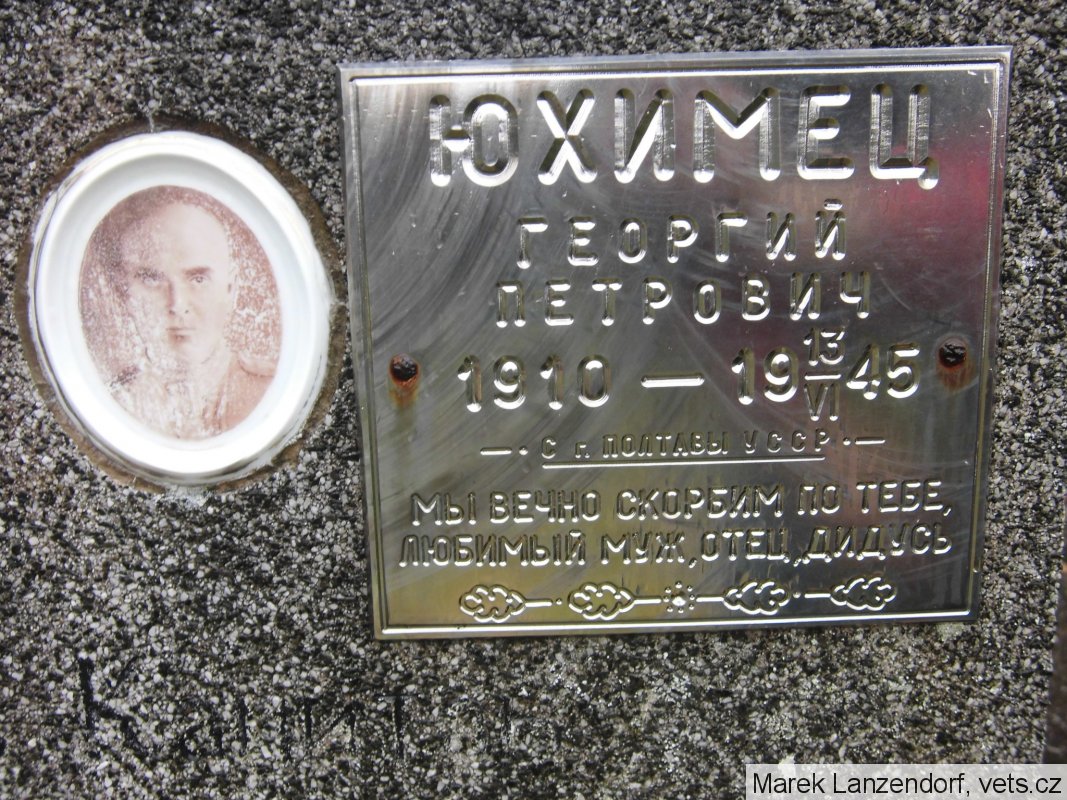 ЮХИМЕЦ
ГЕОРГИЙ
ПЕТРОВИЧ
1910 — 19 13/VI 45
— · С г. ПОЛТАВЫ УССР · —
МЫ ВЕЧНО СКОРБИМ ПО ТЕБЕ,
ЛЮБИМЫЙ МУЖ, ОТЕЦ, ДИДУСЬ
Marek Lanzendorf, vets.cz